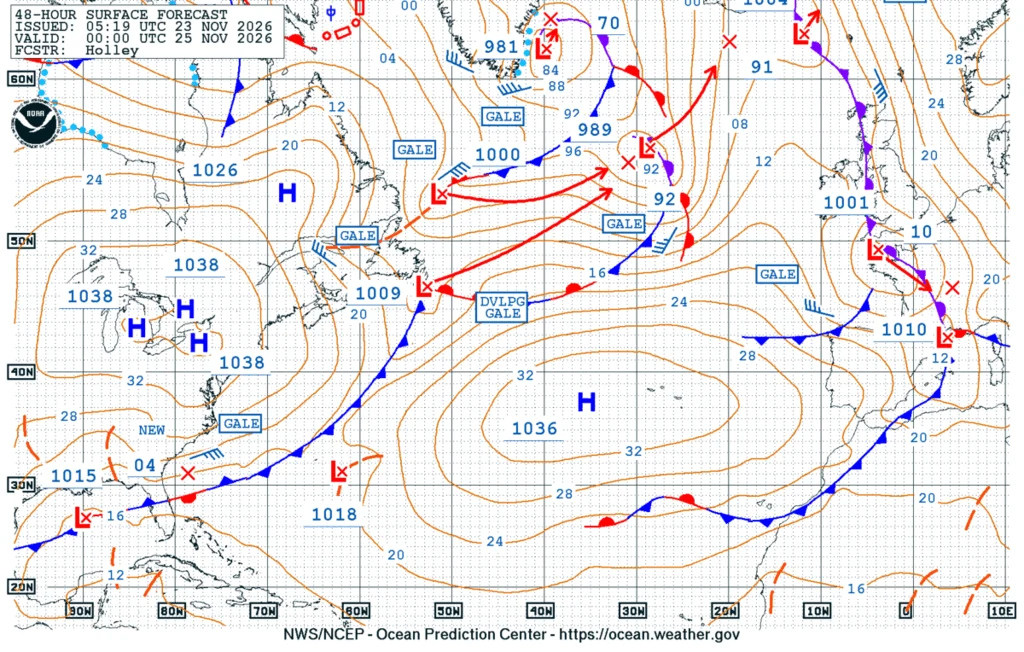 48-HOUR SURFACE FORECAST
ISSUED: 05:19 UTC 23 NOV 2026
VALID: 00:00 UTC 25 NOV 2026
FCSTR: Holley
00
70
00
981
04
84
91
28
60N
88
NOAA
12
GALE
92
24
989
08
20
GALE
1000
96
20
12
1026
92
24
H
L
92
1001
28
GALE
GALE
10
50N
32
1038
16
GALE
20
1038
H
1009
L
DVLPG
GALE
24
20
H
H
1010
L
28
12
1038
40N
32
32
H
28
NEW
GALE
1036
20
32
04
1015
L
30N
28
20
L
16
1018
24
20
12
16
20N
90W
80W
70W
60W
50W
40W
30W
20W
10W
0
10E
NWS/NCEP - Ocean Prediction Center - https://ocean.weather.gov